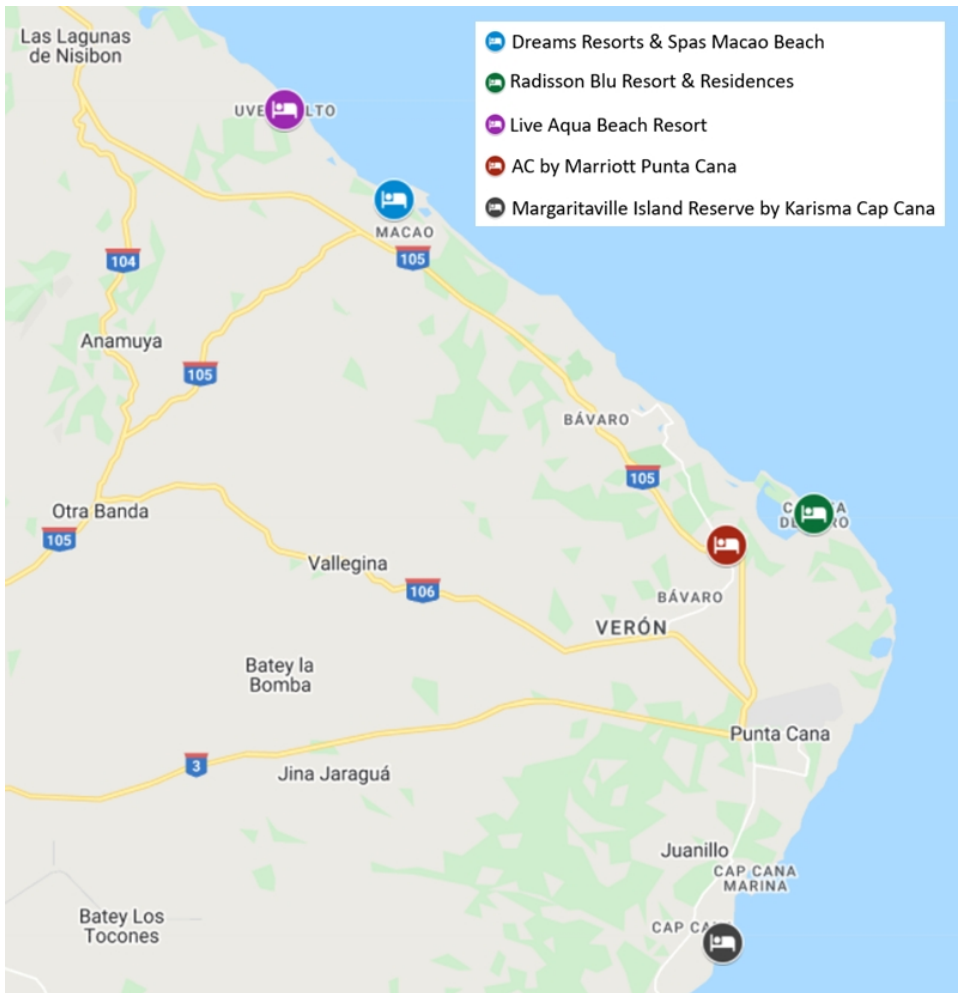 Las Lagunas
de Nisibon
Dreams Resorts & Spas Macao Beach
Radisson Blu Resort & Residences
Live Aqua Beach Resort
AC by Marriott Punta Cana
Margaritaville Island Reserve by Karisma Cap Cana
MACAO
105
104
Anamuya
105
BÁVARO
105
Otra Banda
105
Vallegina
106
BÁVARO
VERÓN
Batey la
Bomba
Punta Cana
3
Jina Jaraguá
Juanillo
CAP CANA
MARINA
Batey Los
Tocones
CAP